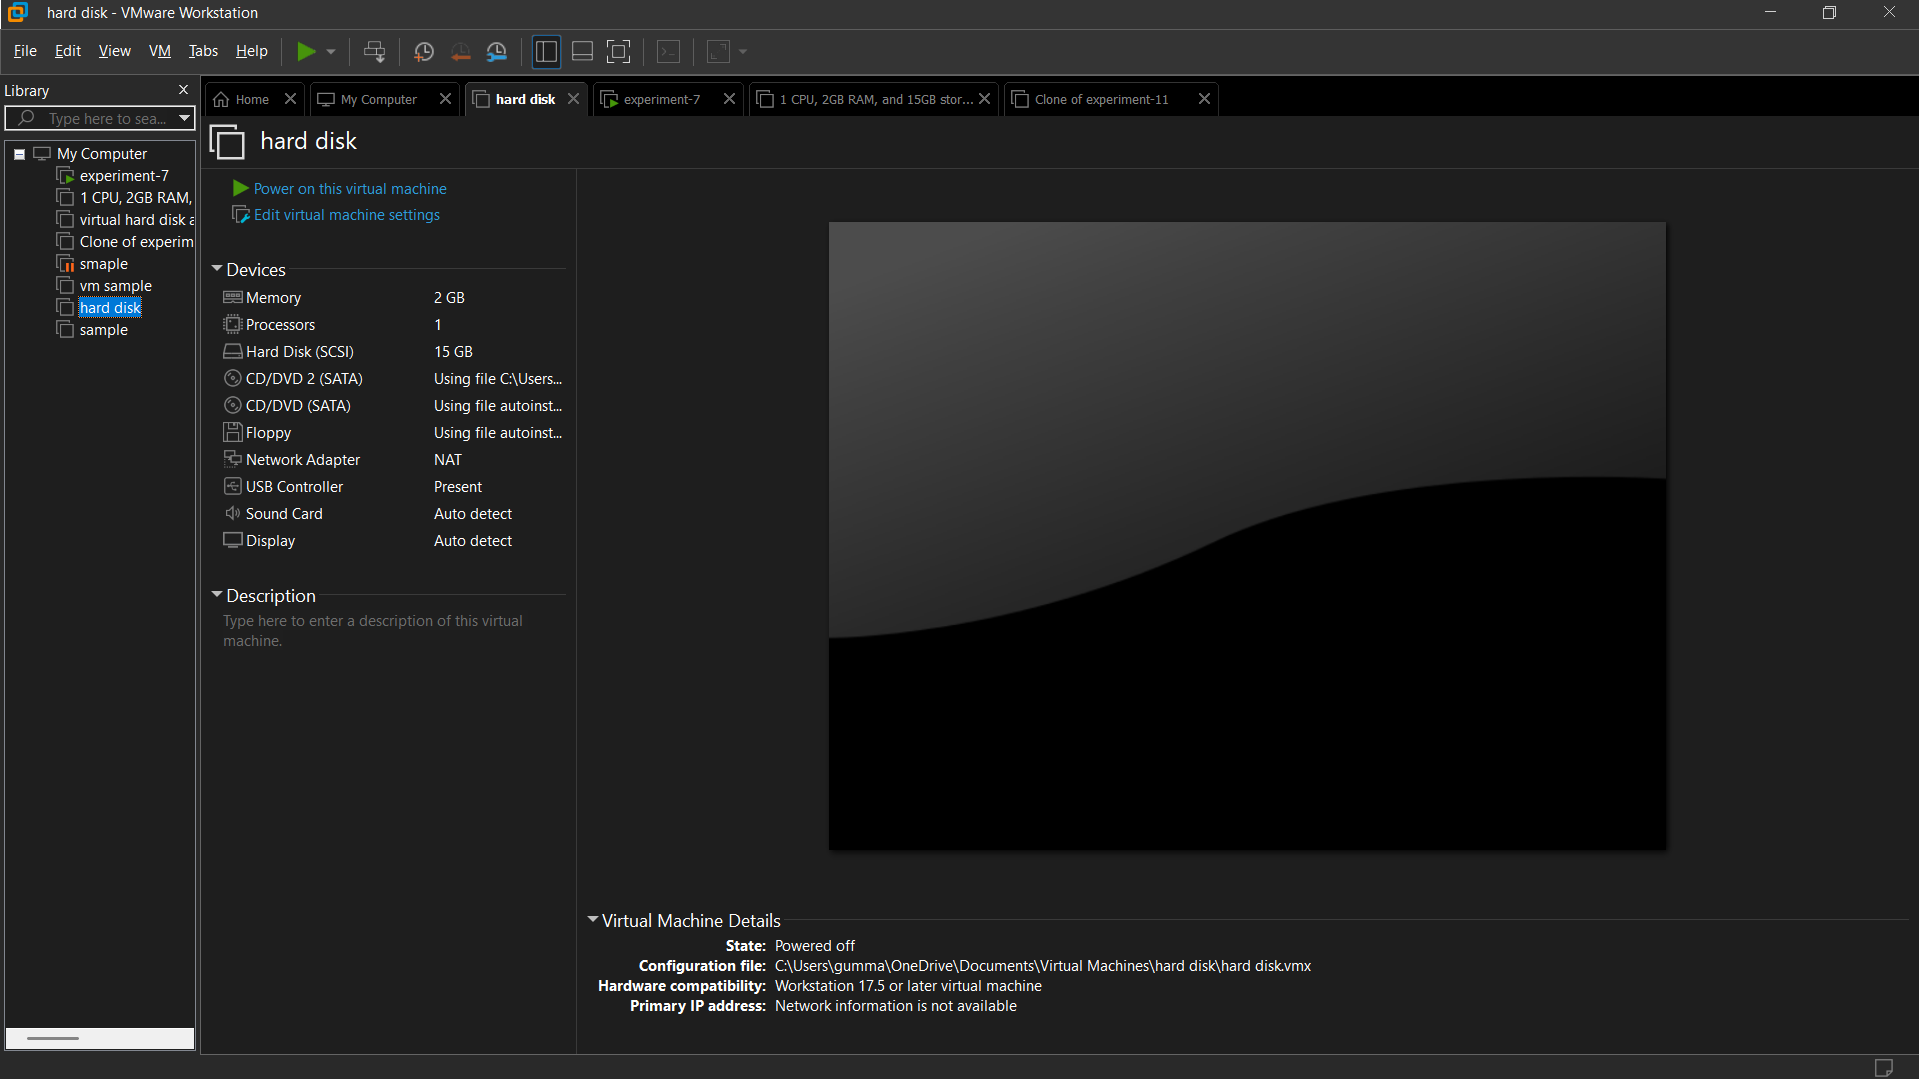 hard disk - VMware Workstation
File Edit View VM Tabs Help
Library
Type here to sea...
My Computer
experiment-7
1 CPU, 2GB RAM,
virtual hard disk a
Clone of experim
smaple
vm sample
hard disk
sample
Home
My Computer
hard disk
experiment-7
1 CPU, 2GB RAM, and 15GB stor...
Clone of experiment-11
hard disk
Power on this virtual machine
Edit virtual machine settings
Devices
Memory 2 GB
Processors 1
Hard Disk (SCSI) 15 GB
CD/DVD 2 (SATA) Using file C:\Users...
CD/DVD (SATA) Using file autoinst...
Floppy Using file autoinst...
Network Adapter NAT
USB Controller Present
Sound Card Auto detect
Display Auto detect
Description
Type here to enter a description of this virtual
machine.
Virtual Machine Details
State: Powered off
Configuration file: C:\Users\gumma\OneDrive\Documents\Virtual Machines\hard disk\hard disk.vmx
Hardware compatibility: Workstation 17.5 or later virtual machine
Primary IP address: Network information is not available